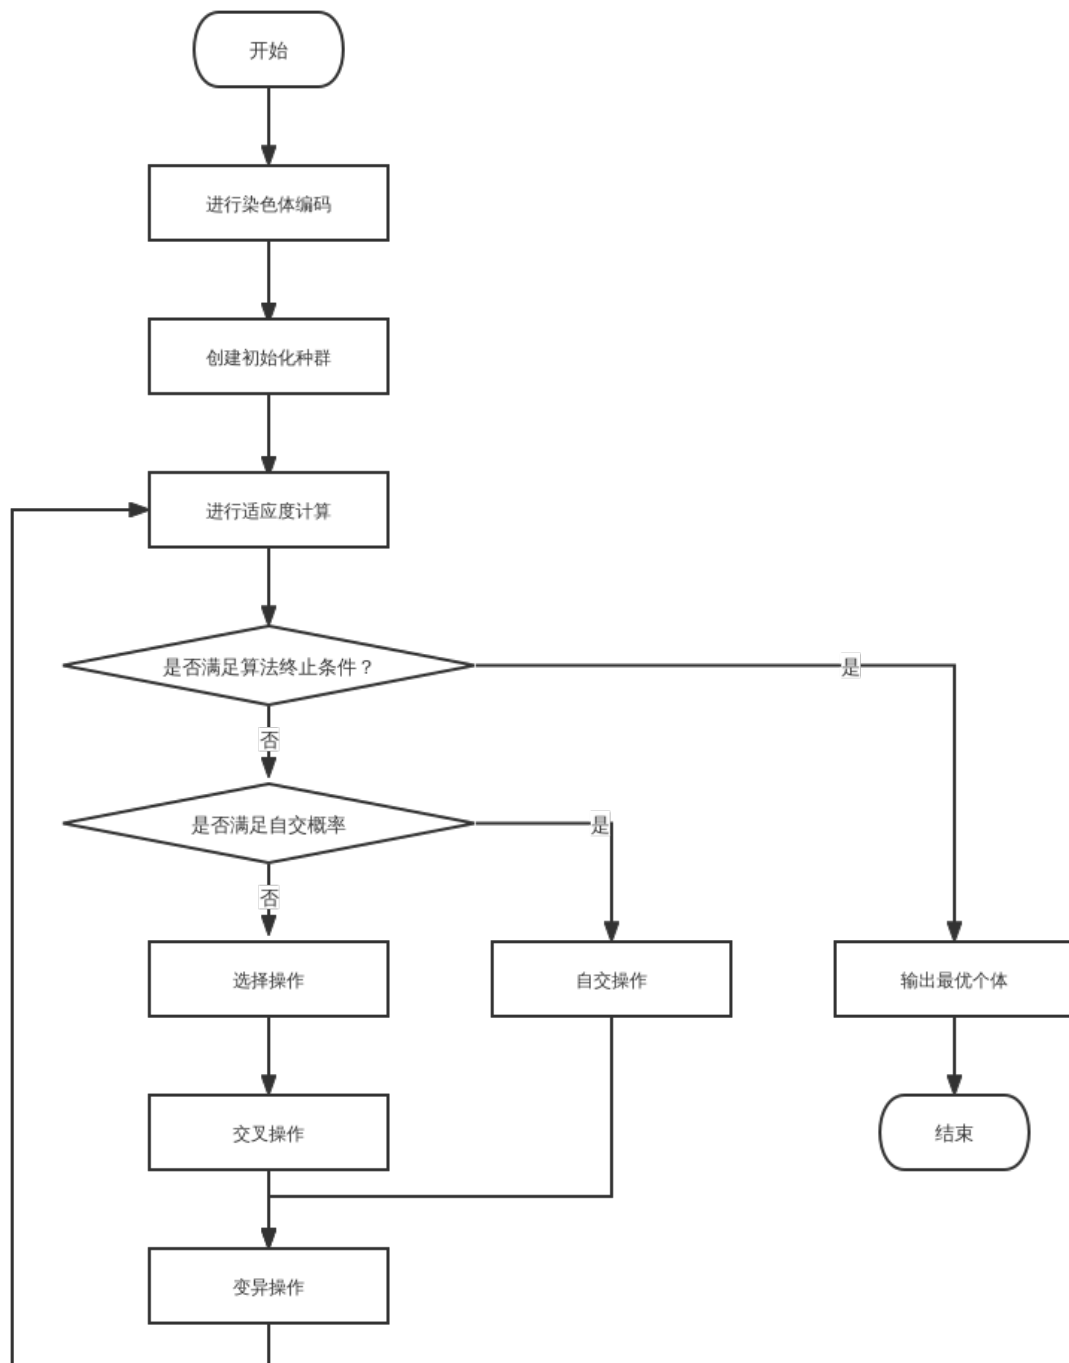 开始
进行染色体编码
创建初始化种群
进行适应度计算
是否满足算法终止条件？
是
否
是否满足自交概率
是
否
选择操作
自交操作
输出最优个体
交叉操作
结束
变异操作